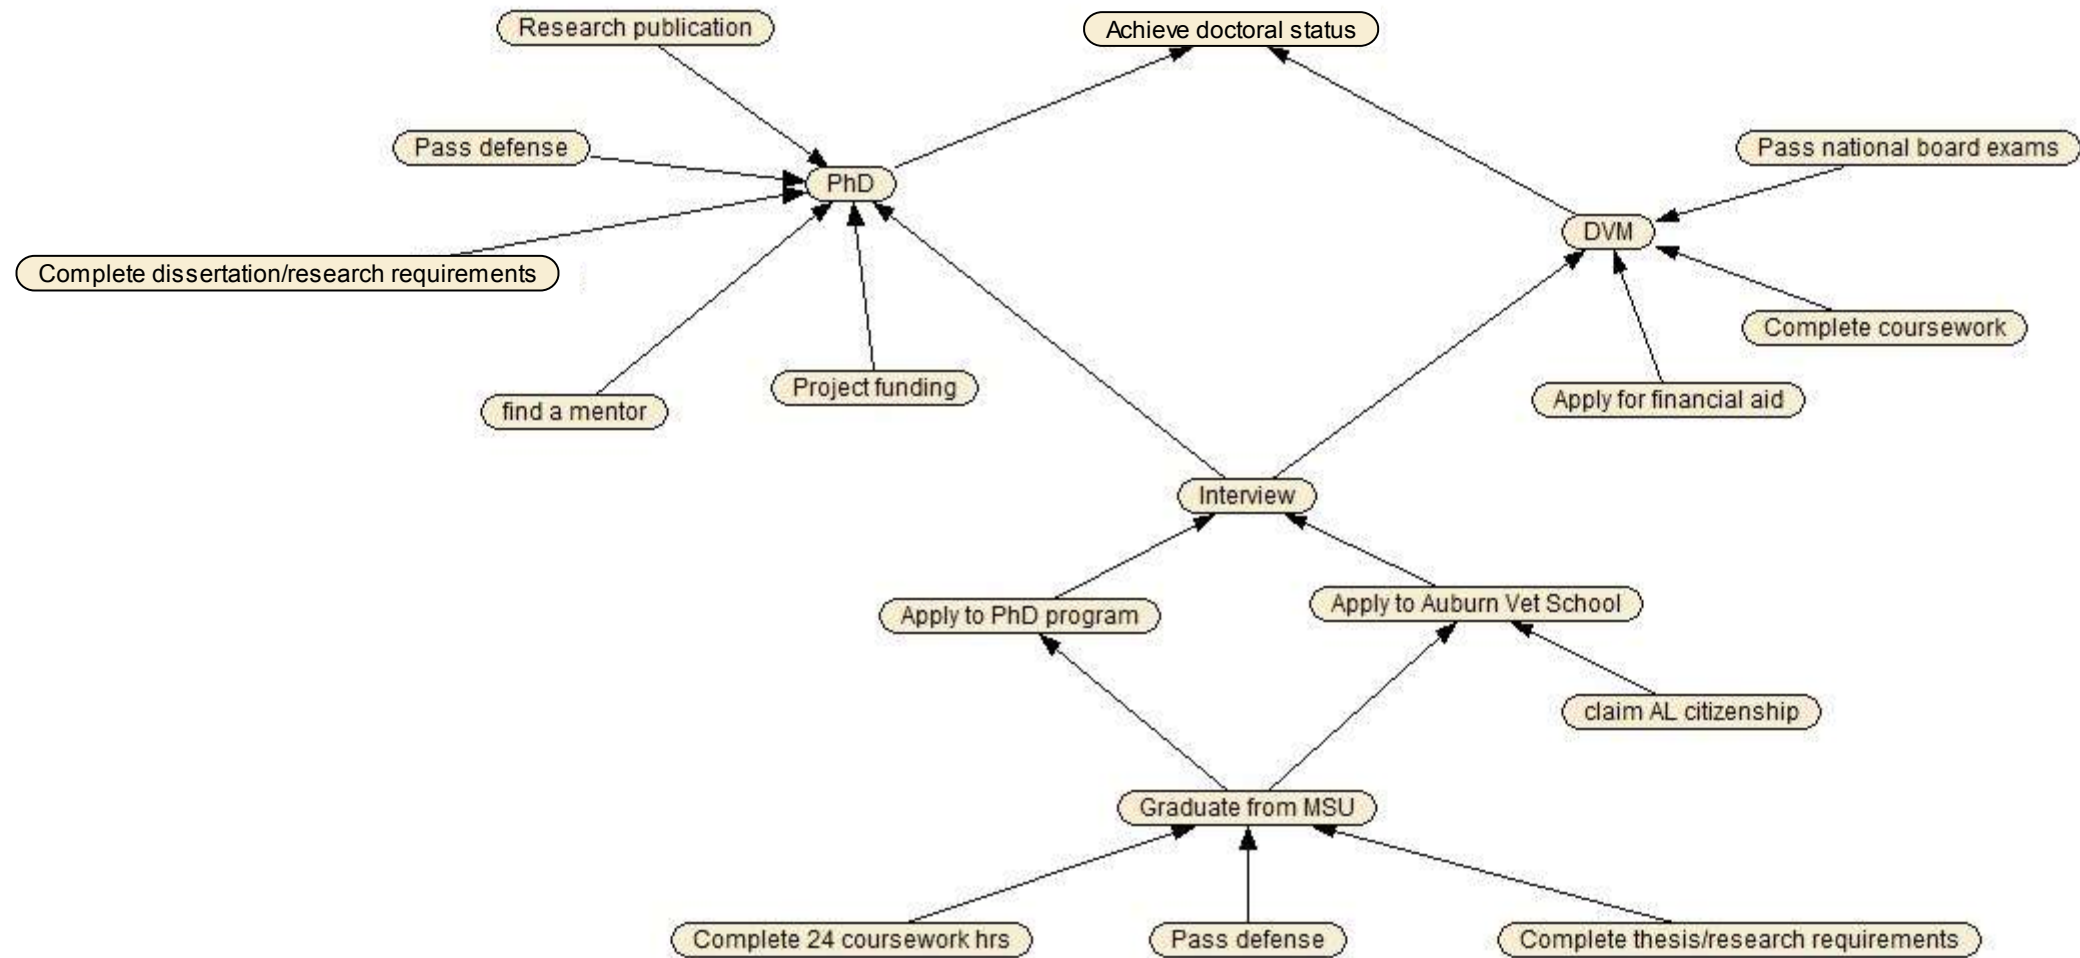 Research publication
Achieve doctoral status
Pass defense
Pass national board exams
PhD
DVM
Complete dissertation/research requirements
Complete coursework
Project funding
find a mentor
Apply for financial aid
Interview
Apply to PhD program
Apply to Auburn Vet School
claim AL citizenship
Graduate from MSU
Complete 24 coursework hrs
Pass defense
Complete thesis/research requirements